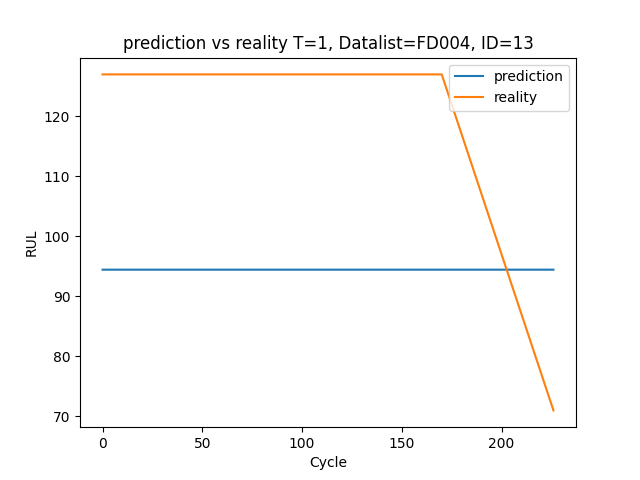 prediction vs reality T=1, Datalist=FD004, ID=13
prediction
reality
RUL
120
110
100
90
80
70
0
50
100
150
200
Cycle